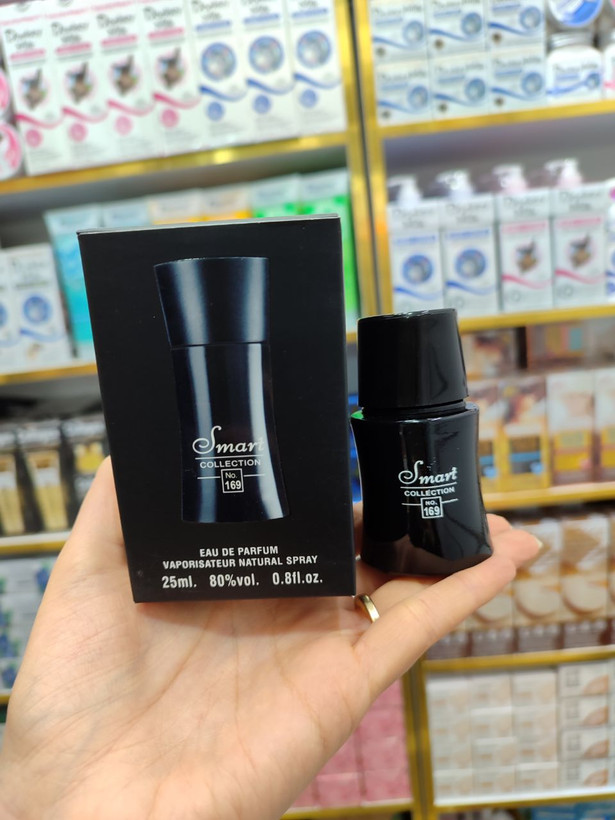 Smart
COLLECTION
No.
169
EAU DE PARFUM
VAPORISATEUR NATURAL SPRAY
25ml. 80%vol. 0.8fl.oz.
Smart
COLLECTION
NO.
169